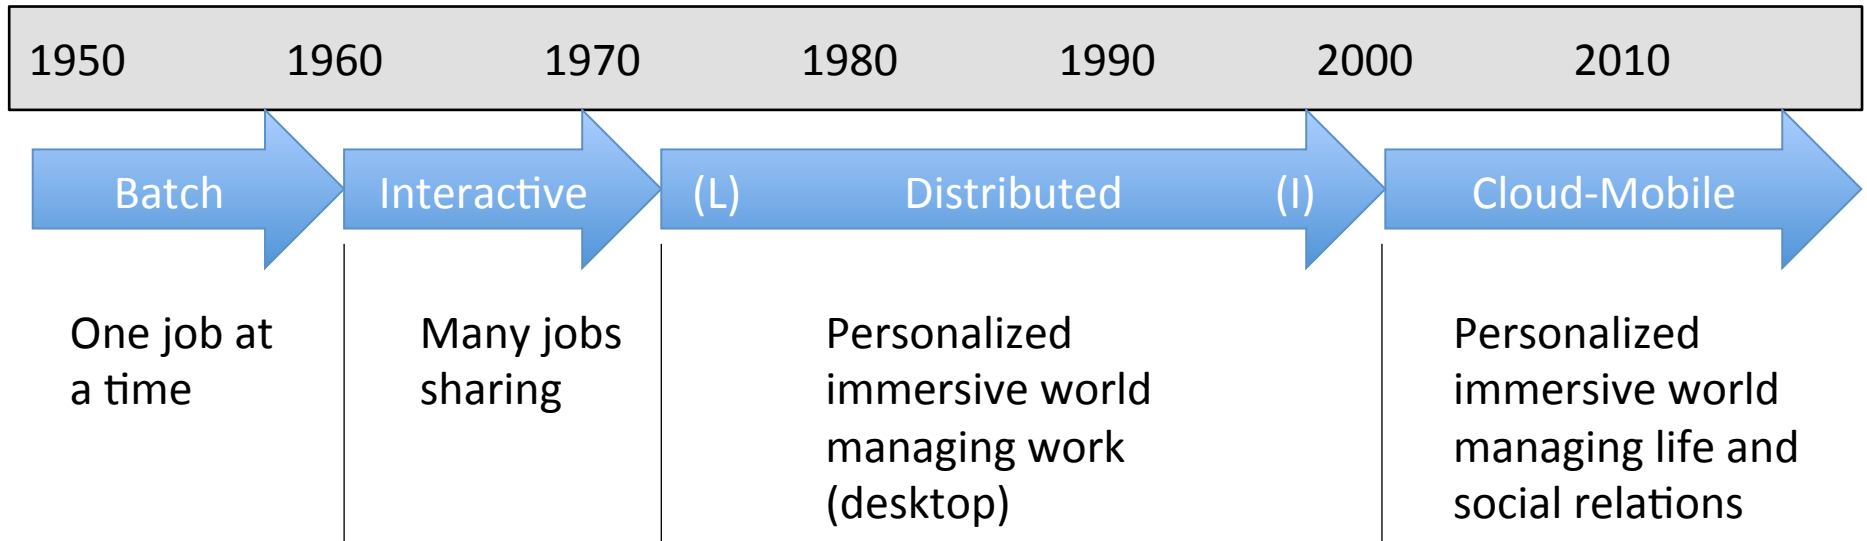 1950 1960 1970 1980 1990 2000 2010
Batch Interactive (L) Distributed (I) Cloud-Mobile
One job at
a time
Many jobs
sharing
Personalized
immersive world
managing work
(desktop)
Personalized
immersive world
managing life and
social relations